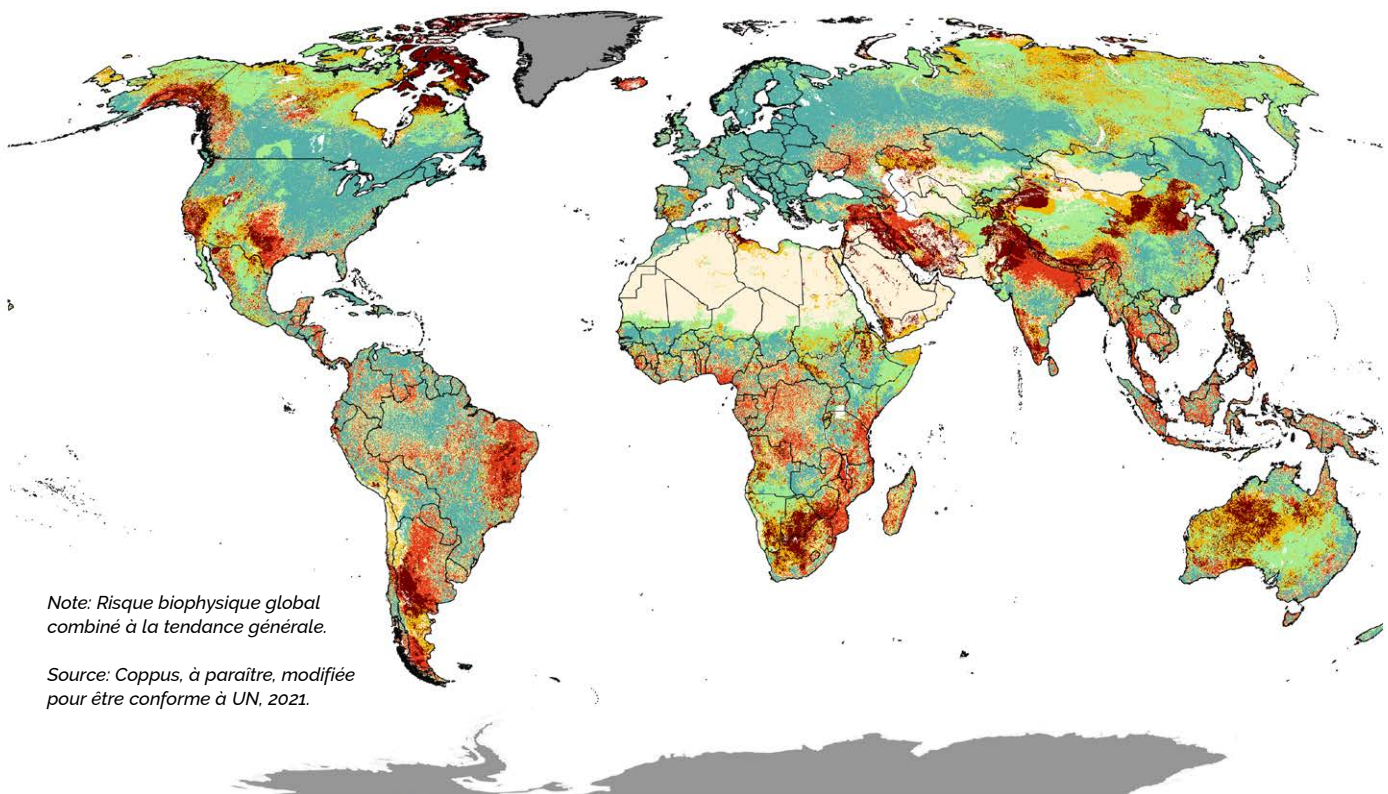 Note: Risque biophysique global
combiné à la tendance générale.
Source: Coppus, à paraître, modifiée
pour être conforme à UN, 2021.